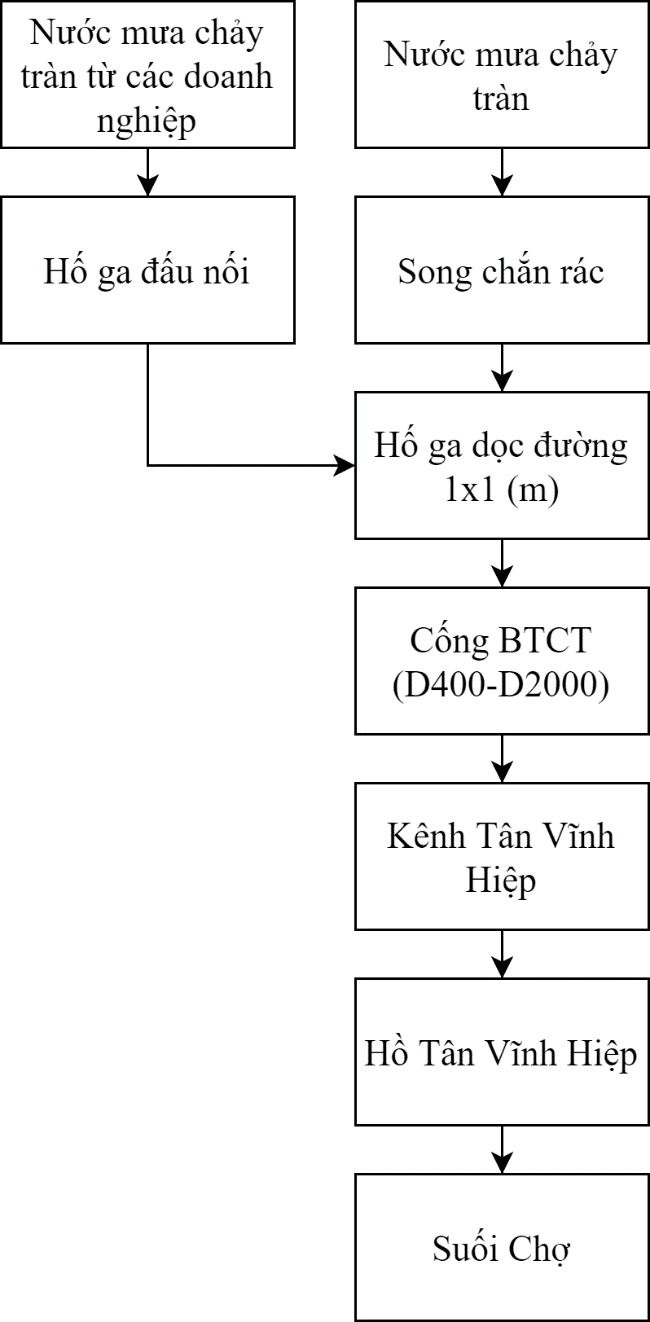 Nước mưa chảy
tràn từ các doanh
nghiệp
Nước mưa chảy
tràn
Hố ga đấu nối
Song chắn rác
Hố ga dọc đường
1x1 (m)
Cống BTCT
(D400-D2000)
Kênh Tân Vĩnh
Hiệp
Hồ Tân Vĩnh Hiệp
Suối Chợ